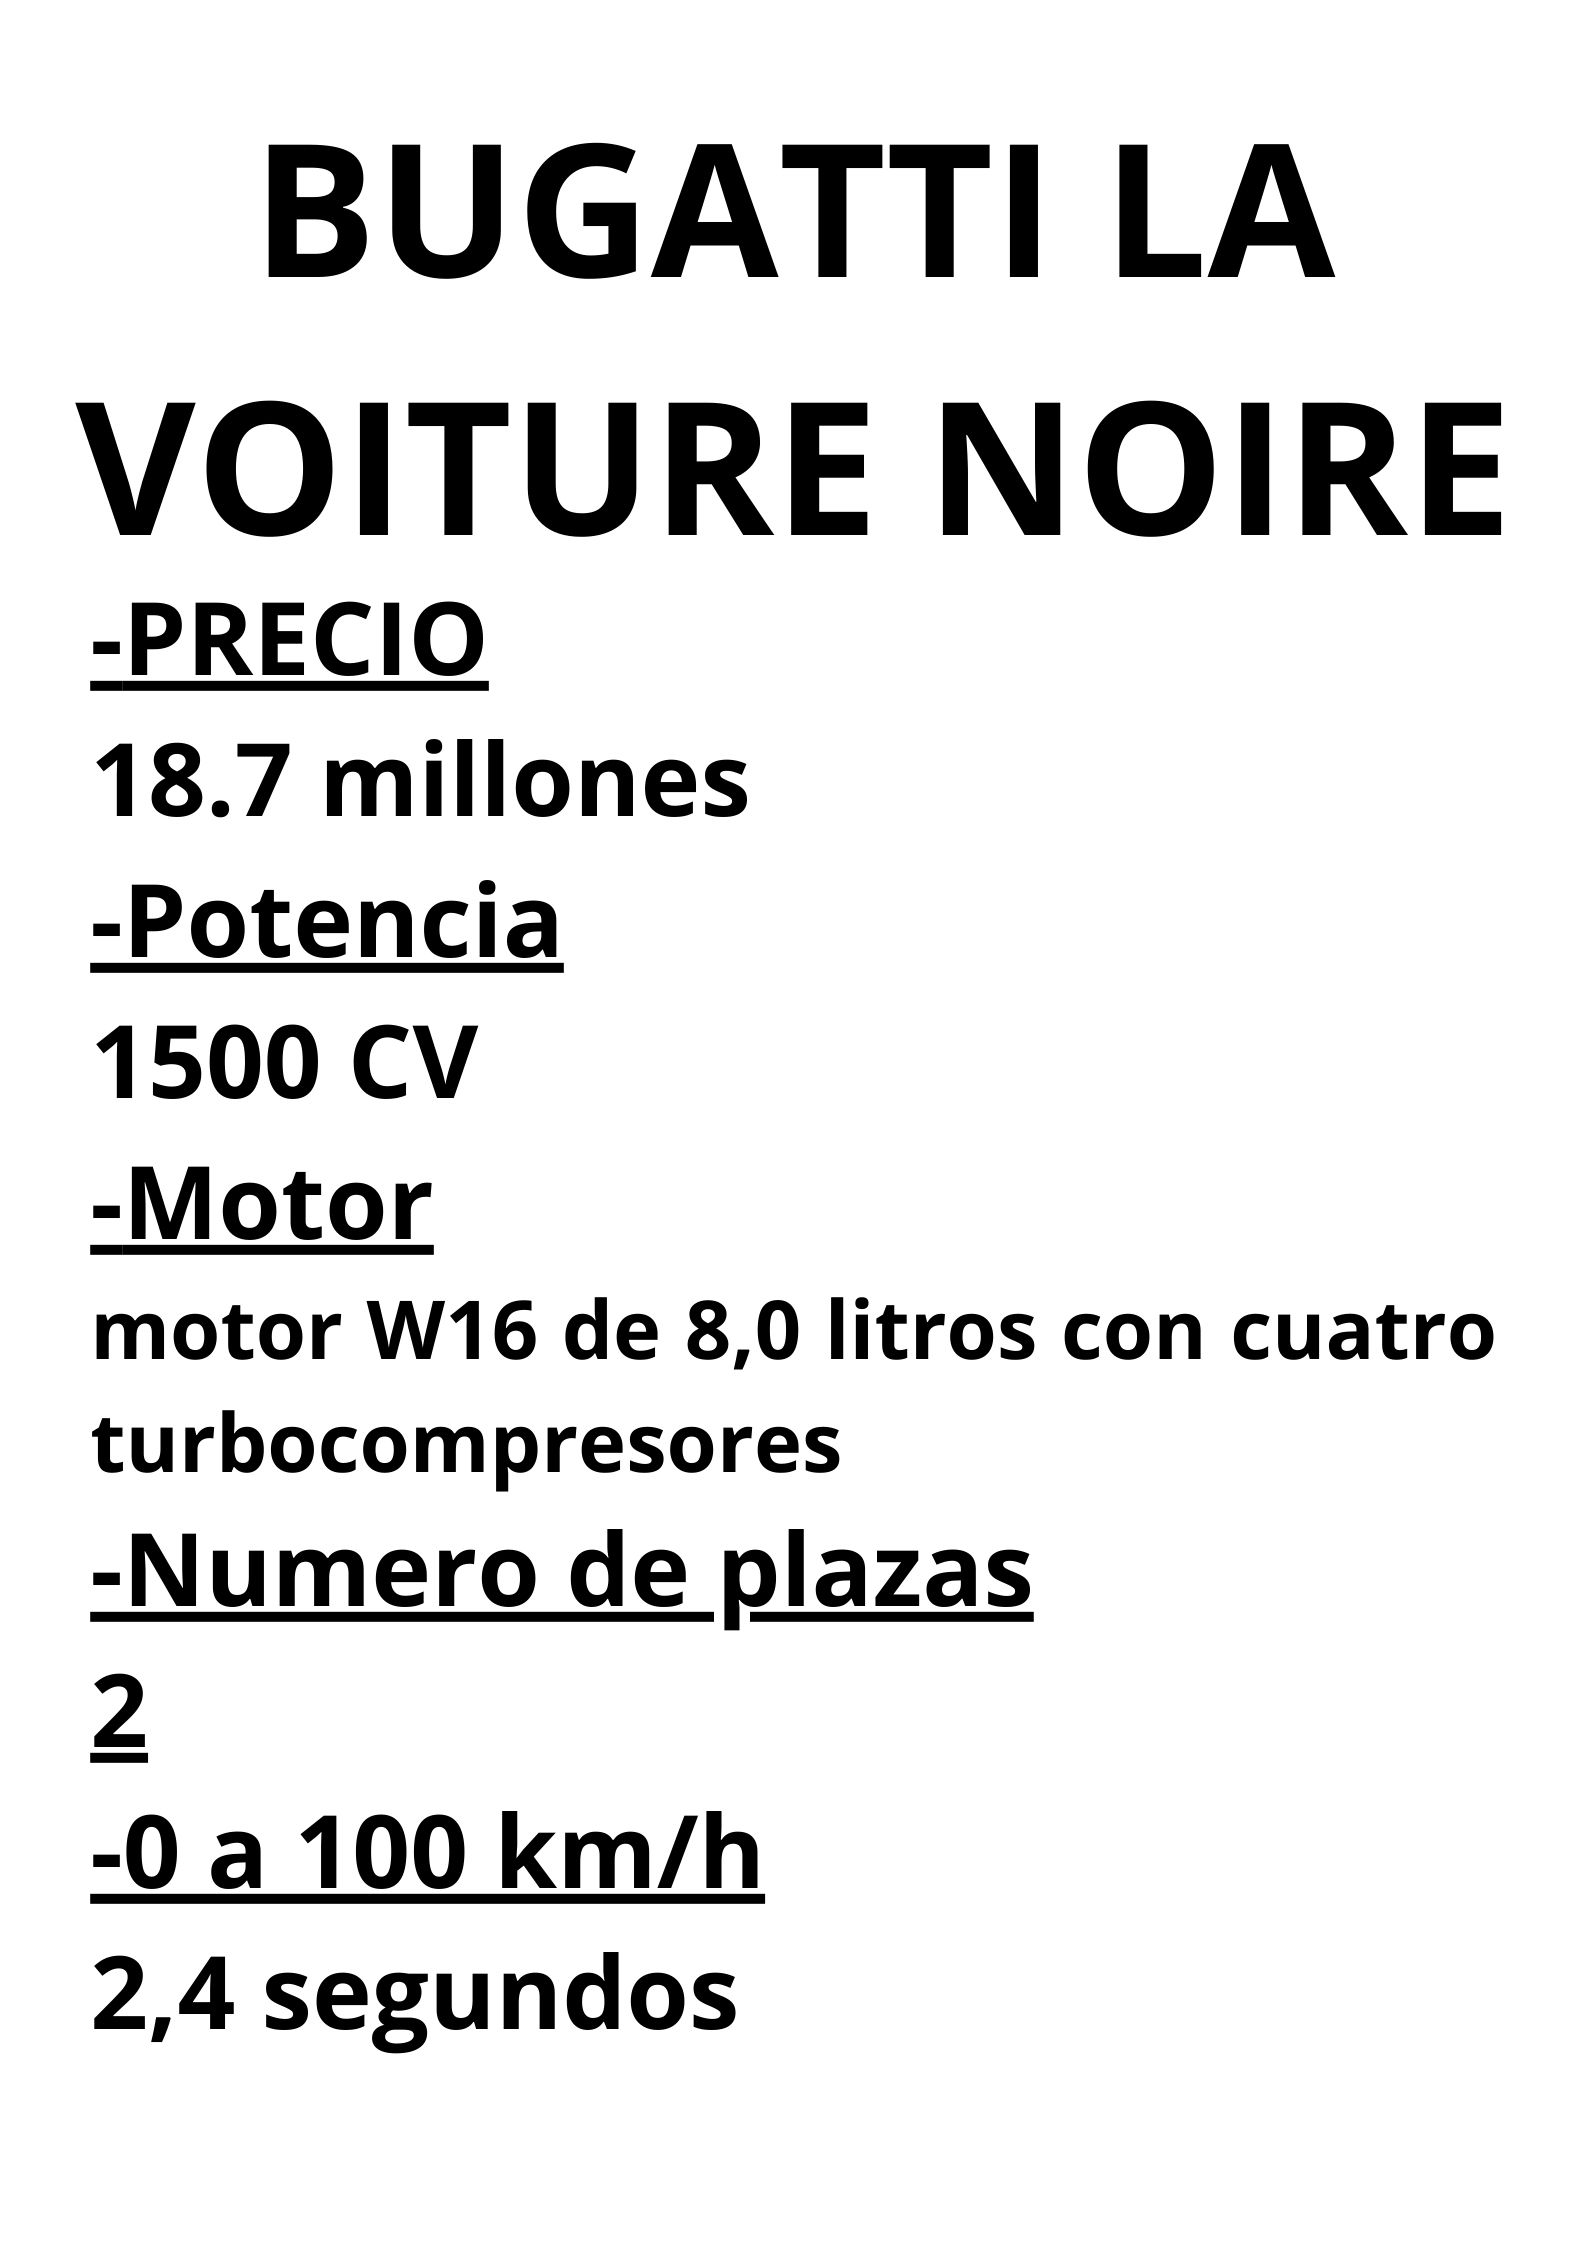 BUGATTI LA
VOITURE NOIRE
-PRECIO
18.7 millones
-Potencia
1500 CV
-Motor
motor W16 de 8,0 litros con cuatro
turbocompresores
-Numero de plazas
2
-0 a 100 km/h
2,4 segundos